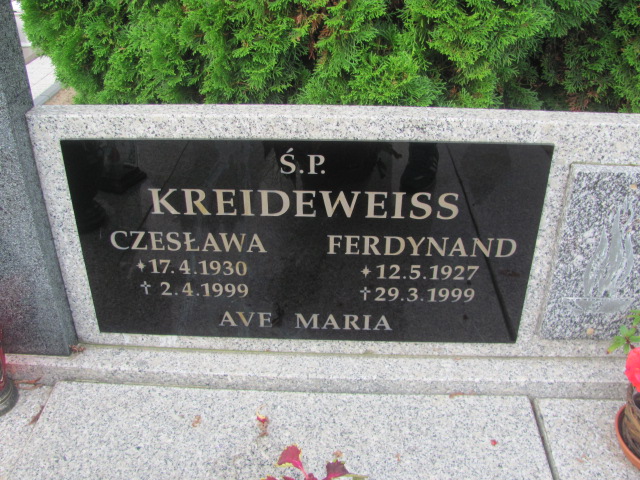 Ś.P.
KREIDEWEISS
CZESŁAWA FERDYNAND
*17.4.1930 *12.5.1927
†2.4.1999 †29.3.1999
AVE MARIA